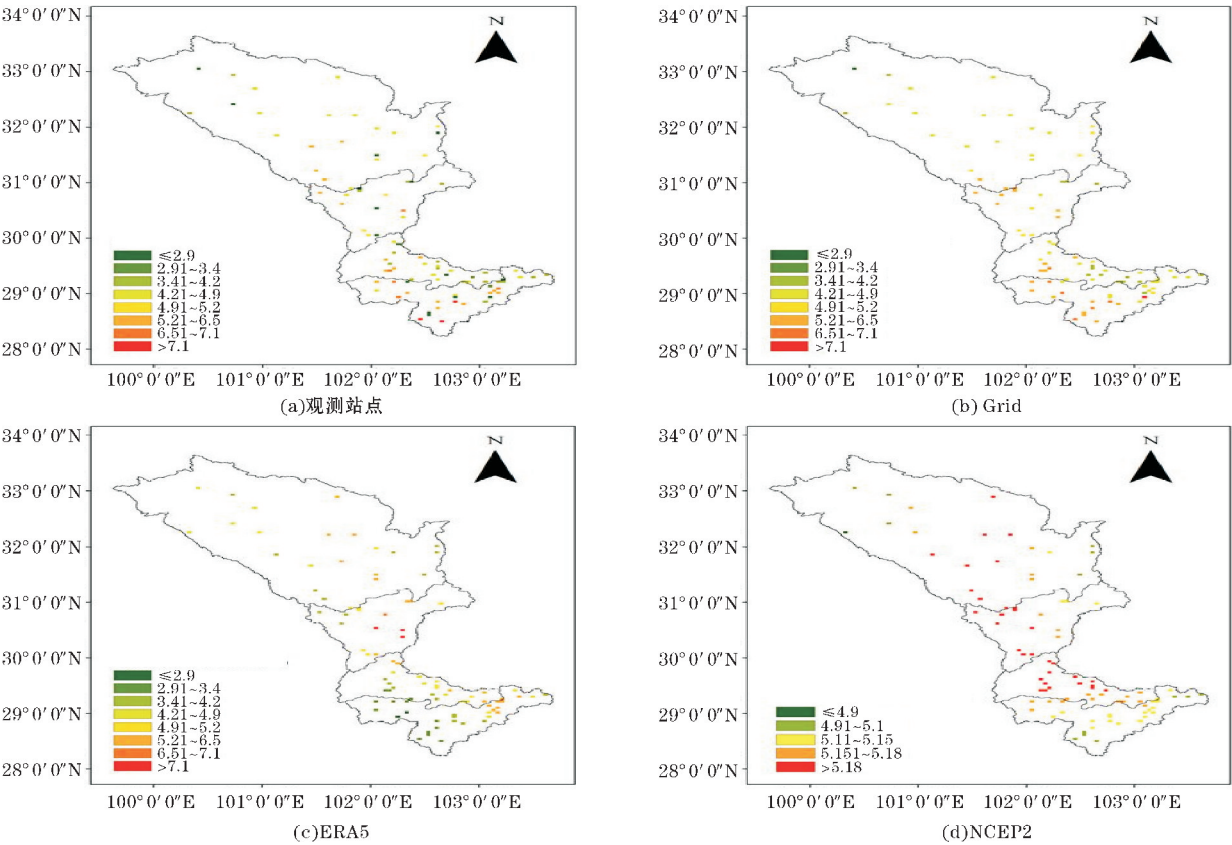 34°0′0″N
33°0′0″N
32°0′0″N
31°0′0″N
30°0′0″N
29°0′0″N
28°0′0″N
N
≤2.9
2.91~3.4
3.41~4.2
4.21~4.9
4.91~5.2
5.21~6.5
6.51~7.1
>7.1
100°0′0″E 101°0′0″E 102°0′0″E 103°0′0″E
(a)观测站点
34°0′0″N
33°0′0″N
32°0′0″N
31°0′0″N
30°0′0″N
29°0′0″N
28°0′0″N
N
≤2.9
2.91~3.4
3.41~4.2
4.21~4.9
4.91~5.2
5.21~6.5
6.51~7.1
>7.1
100°0′0″E 101°0′0″E 102°0′0″E 103°0′0″E
(b) Grid
34°0′0″N
33°0′0″N
32°0′0″N
31°0′0″N
30°0′0″N
29°0′0″N
28°0′0″N
N
≤2.9
2.91~3.4
3.41~4.2
4.21~4.9
4.91~5.2
5.21~6.5
6.51~7.1
>7.1
100°0′0″E 101°0′0″E 102°0′0″E 103°0′0″E
(c)ERA5
34°0′0″N
33°0′0″N
32°0′0″N
31°0′0″N
30°0′0″N
29°0′0″N
28°0′0″N
N
≤4.9
4.91~5.1
5.11~5.15
5.151~5.18
>5.18
100°0′0″E 101°0′0″E 102°0′0″E 103°0′0″E
(d)NCEP2